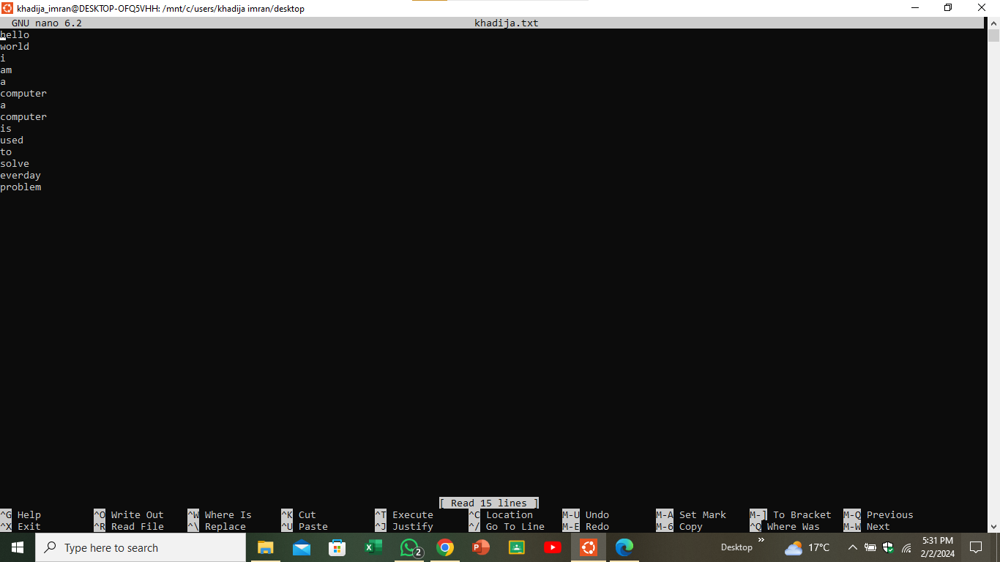 khadija_imran@DESKTOP-OFQ5VHH: /mnt/c/users/khadija imran/desktop
GNU nano 6.2 khadija.txt
hello
world
i
am
a
computer
a
computer
is
used
to
solve
everday
problem
[ Read 15 lines ]
^G Help ^O Write Out ^W Where Is ^K Cut ^T Execute ^C Location M-U Undo M-A Set Mark M-] To Bracket M-Q Previous
^X Exit ^R Read File ^\ Replace ^U Paste ^J Justify ^/ Go To Line M-E Redo M-6 Copy ^Q Where Was M-W Next
Type here to search 2 Desktop » 17°C 5:31 PM
2/2/2024